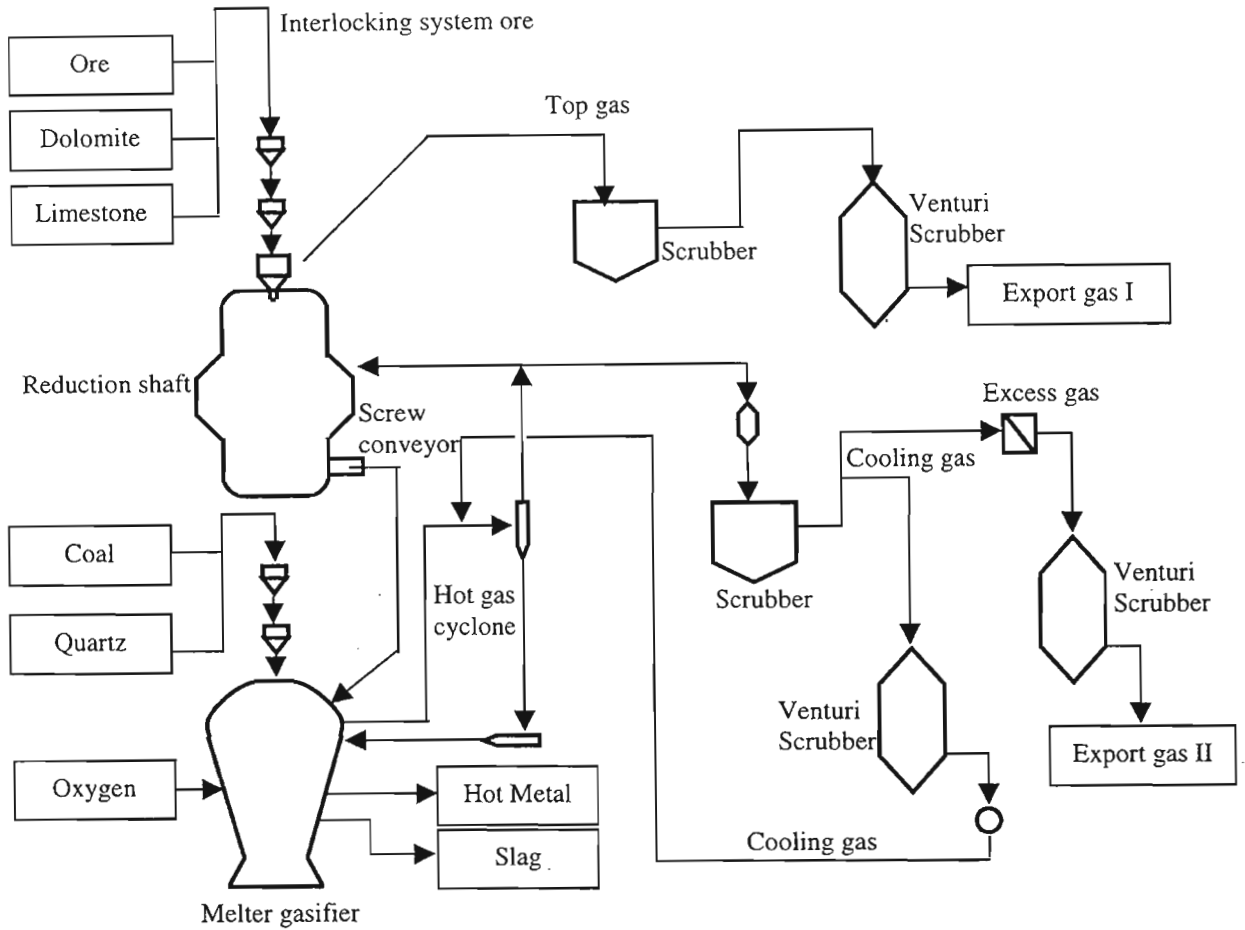 Interlocking system ore
Ore
Dolomite
Limestone
Top gas
Scrubber
Venturi
Scrubber
Export gas I
Reduction shaft
Screw
conveyor
Excess gas
Cooling gas
Coal
Quartz
Hot gas
cyclone
Scrubber
Venturi
Scrubber
Venturi
Scrubber
Export gas II
Oxygen
Hot Metal
Slag
Cooling gas
Melter gasifier